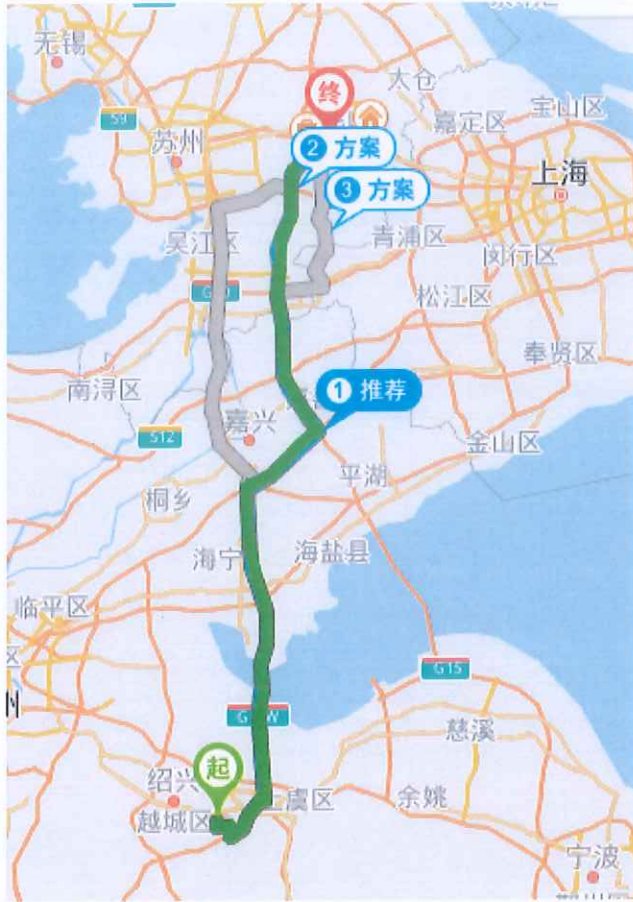 无锡
太仓
终
S9
嘉定区
宝山区
苏州
2 方案
上海
3 方案
吴江区
青浦区
闵行区
松江区
奉贤区
南浔区
1 推荐
嘉兴
S12
金山区
平湖
桐乡
海宁
海盐县
临平区
区
G15
州
慈溪
起
绍兴
上虞区
余姚
越城区
宁波